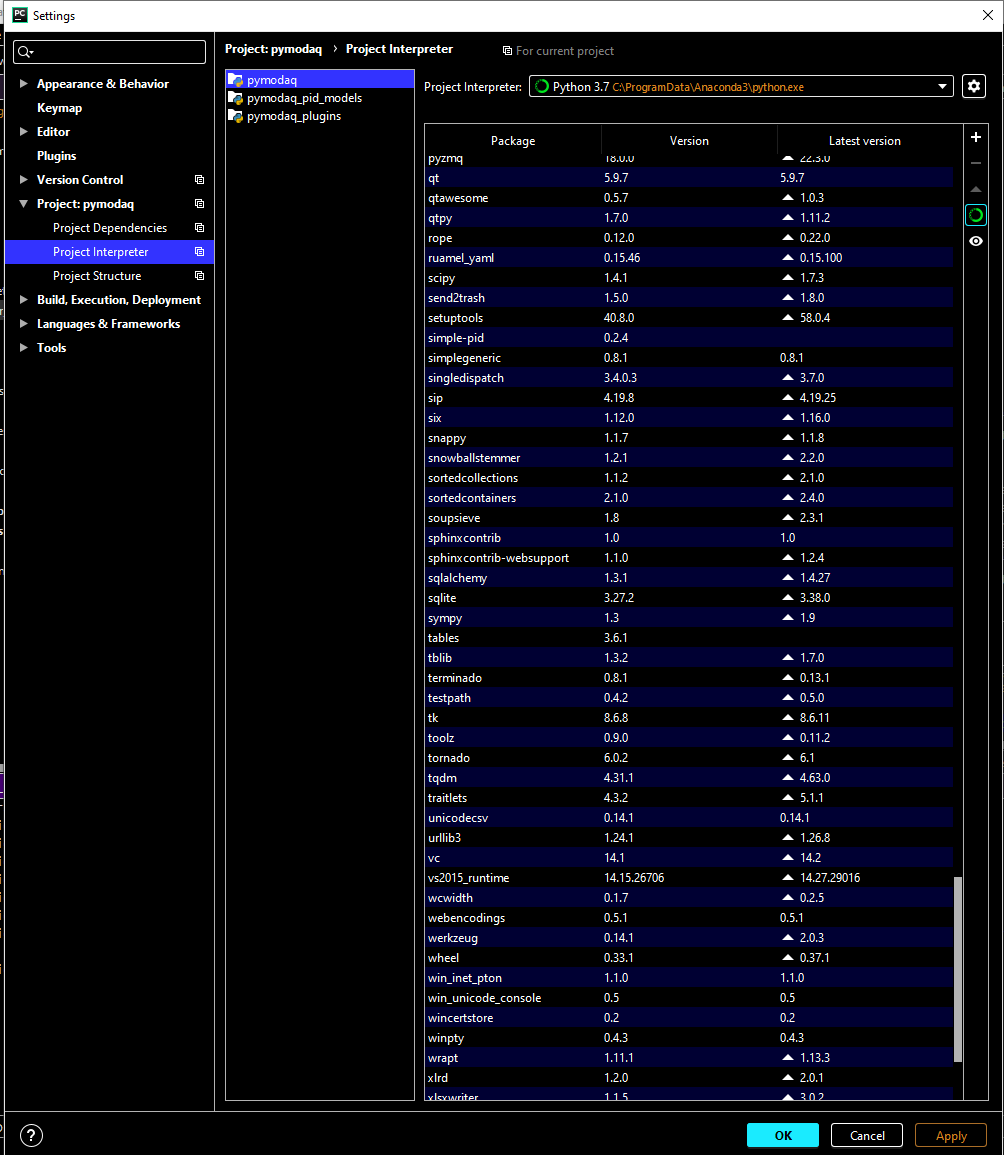 PC Settings
Project: pymodaq › Project Interpreter For current project
Appearance & Behavior
Keymap
Editor
Plugins
Version Control
Project: pymodaq
Project Dependencies
Project Interpreter
Project Structure
Build, Execution, Deployment
Languages & Frameworks
Tools
pymodaq
pymodaq_pid_models
pymodaq_plugins
Project Interpreter: Python 3.7 C:\ProgramData\Anaconda3\python.exe
Package Version Latest version
pyzmq 18.0.0 22.3.0
qt 5.9.7 5.9.7
qtawesome 0.5.7 1.0.3
qtpy 1.7.0 1.11.2
rope 0.12.0 0.22.0
ruamel_yaml 0.15.46 0.15.100
scipy 1.4.1 1.7.3
send2trash 1.5.0 1.8.0
setuptools 40.8.0 58.0.4
simple-pid 0.2.4
simplegeneric 0.8.1 0.8.1
singledispatch 3.4.0.3 3.7.0
sip 4.19.8 4.19.25
six 1.12.0 1.16.0
snappy 1.1.7 1.1.8
snowballstemmer 1.2.1 2.2.0
sortedcollections 1.1.2 2.1.0
sortedcontainers 2.1.0 2.4.0
soupsieve 1.8 2.3.1
sphinxcontrib 1.0 1.0
sphinxcontrib-websupport 1.1.0 1.2.4
sqlalchemy 1.3.1 1.4.27
sqlite 3.27.2 3.38.0
sympy 1.3 1.9
tables 3.6.1
tblib 1.3.2 1.7.0
terminado 0.8.1 0.13.1
testpath 0.4.2 0.5.0
tk 8.6.8 8.6.11
toolz 0.9.0 0.11.2
tornado 6.0.2 6.1
tqdm 4.31.1 4.63.0
traitlets 4.3.2 5.1.1
unicodecsv 0.14.1 0.14.1
urllib3 1.24.1 1.26.8
vc 14.1 14.2
vs2015_runtime 14.15.26706 14.27.29016
wcwidth 0.1.7 0.2.5
webencodings 0.5.1 0.5.1
werkzeug 0.14.1 2.0.3
wheel 0.33.1 0.37.1
win_inet_pton 1.1.0 1.1.0
win_unicode_console 0.5 0.5
wincertstore 0.2 0.2
winpty 0.4.3 0.4.3
wrapt 1.11.1 1.13.3
xlrd 1.2.0 2.0.1
xlsxwriter 1.1.5 3.0.2
? OK Cancel Apply